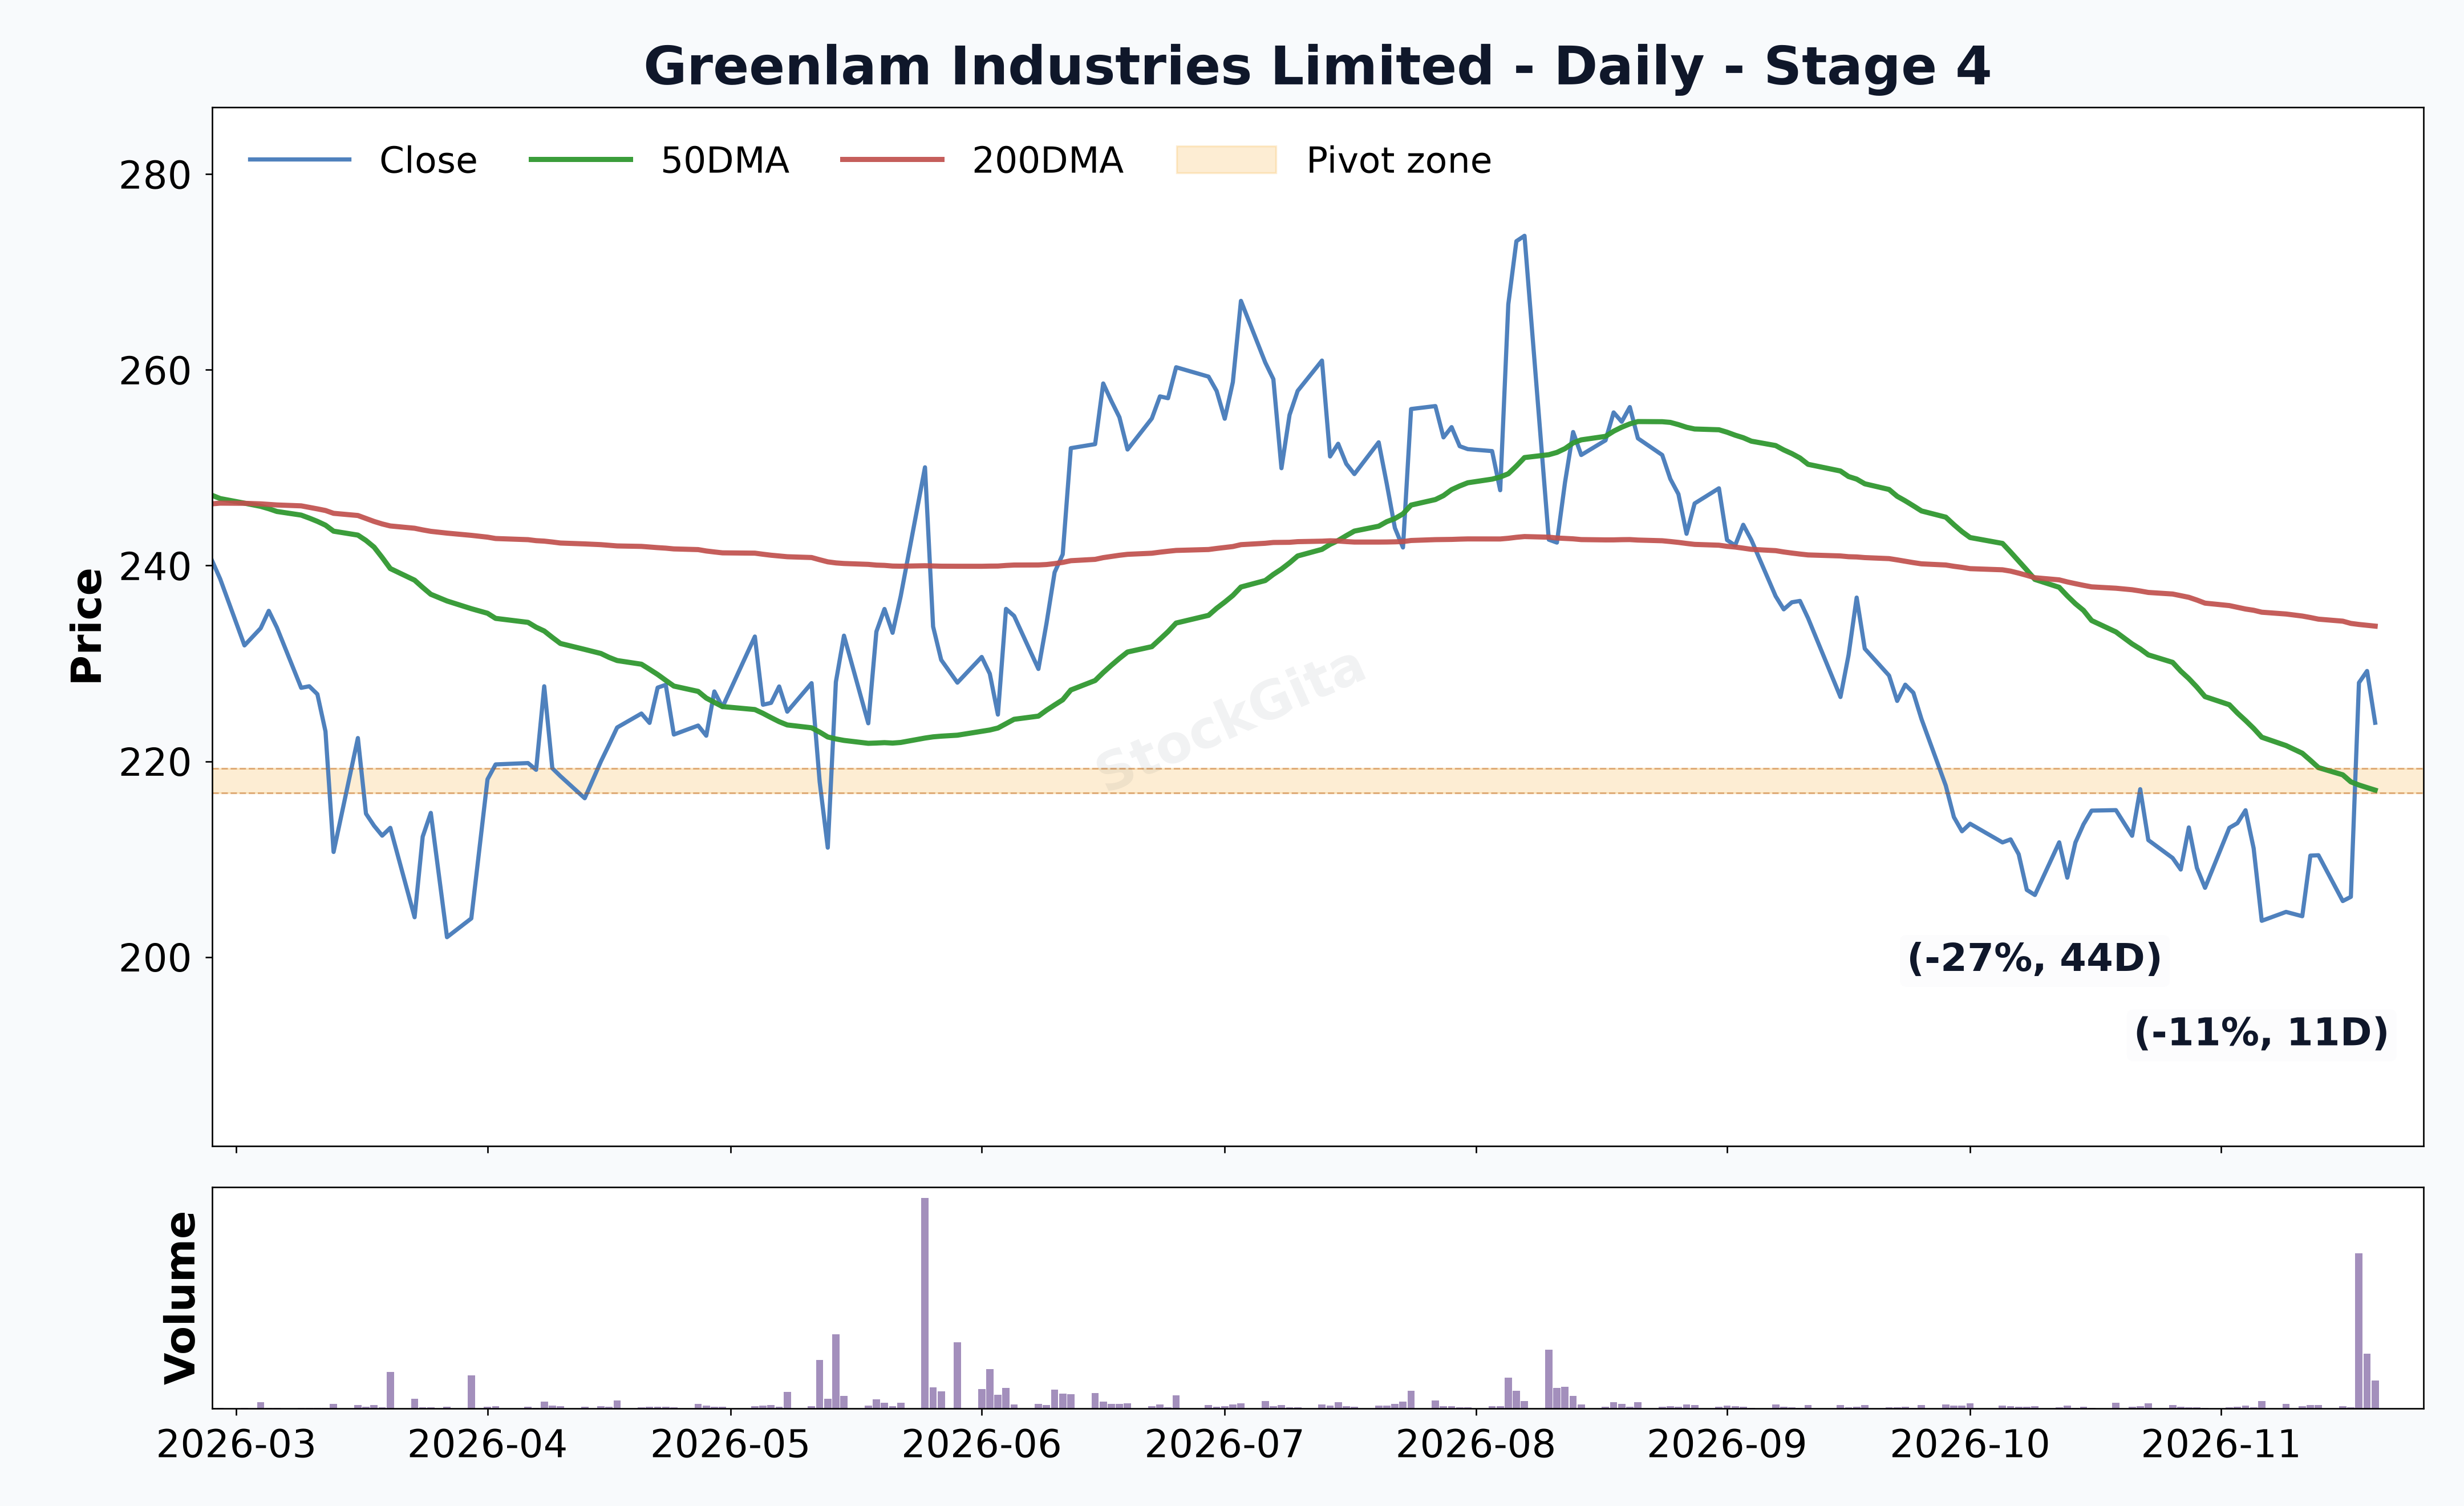 Greenlam Industries Limited - Daily - Stage 4
Close 50DMA 200DMA Pivot zone
Price
280
260
240
220
200
StockGita
(-27%, 44D)
(-11%, 11D)
Volume
2026-03 2026-04 2026-05 2026-06 2026-07 2026-08 2026-09 2026-10 2026-11